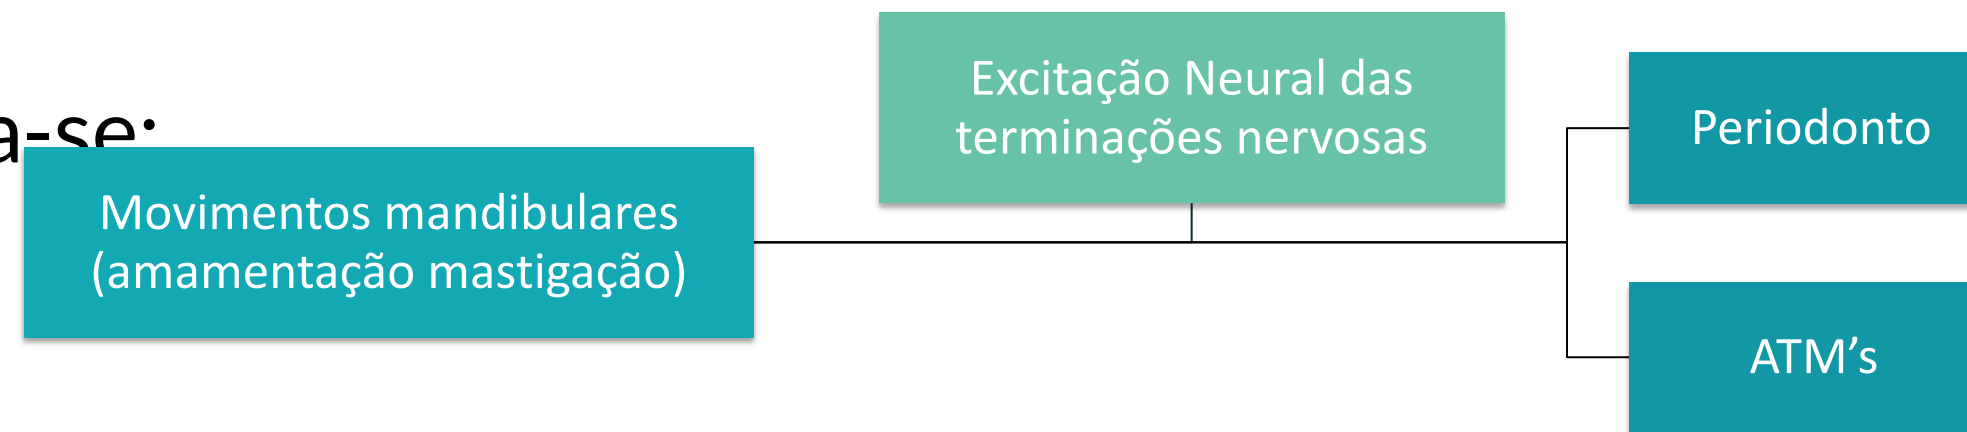 a-se:
Movimentos mandibulares
(amamentação mastigação)
Excitação Neural das
terminações nervosas
Periodonto
ATM’s